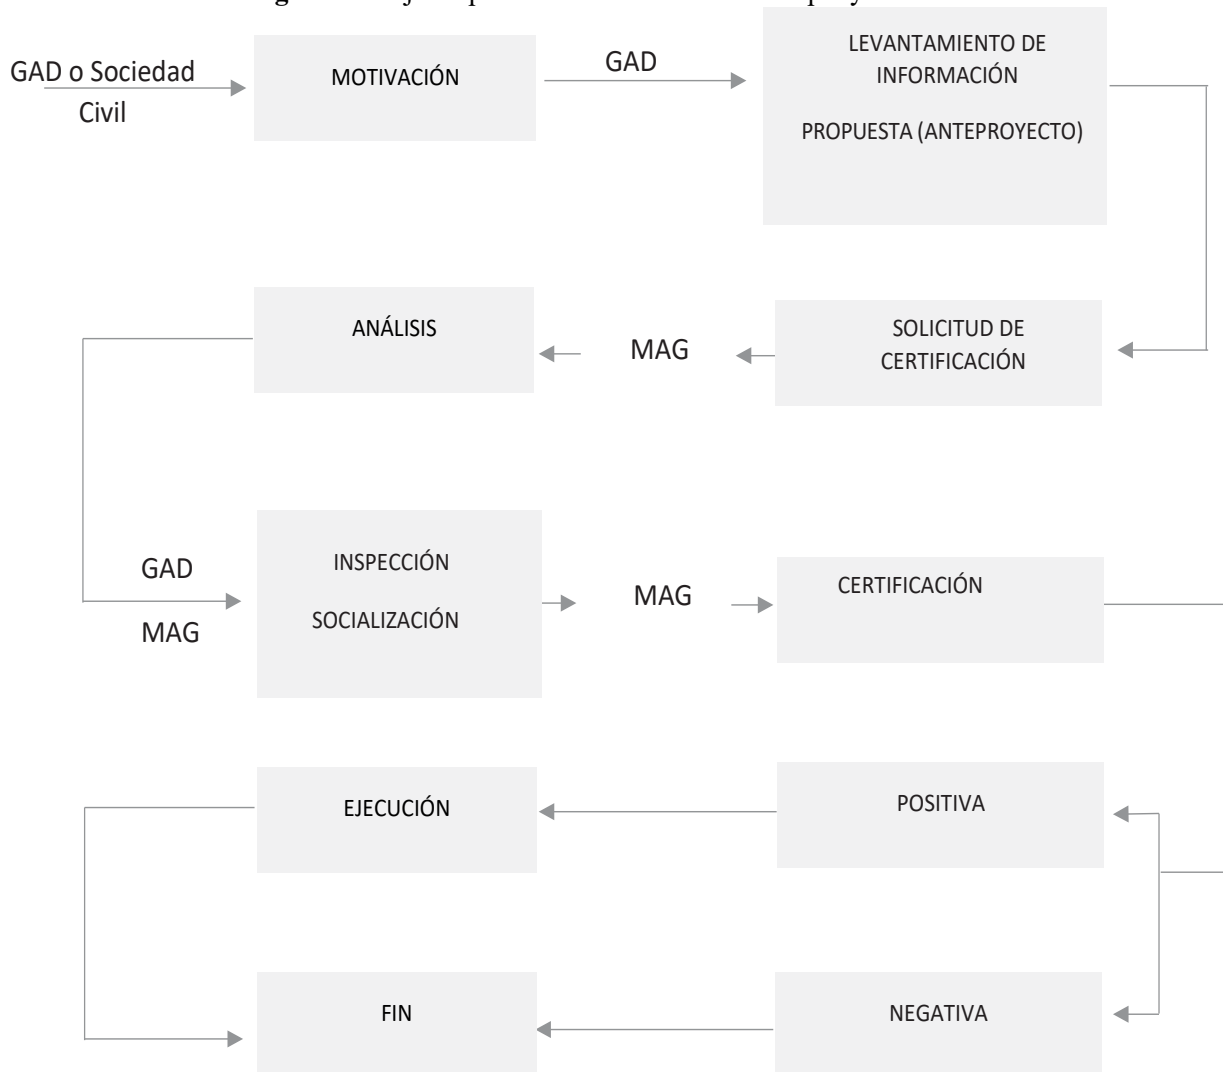 GAD o Sociedad
Civil
MOTIVACIÓN
GAD
LEVANTAMIENTO DE
INFORMACIÓN
PROPUESTA (ANTEPROYECTO)
ANÁLISIS
MAG
SOLICITUD DE
CERTIFICACIÓN
GAD
MAG
INSPECCIÓN
SOCIALIZACIÓN
MAG
CERTIFICACIÓN
EJECUCIÓN
POSITIVA
FIN
NEGATIVA